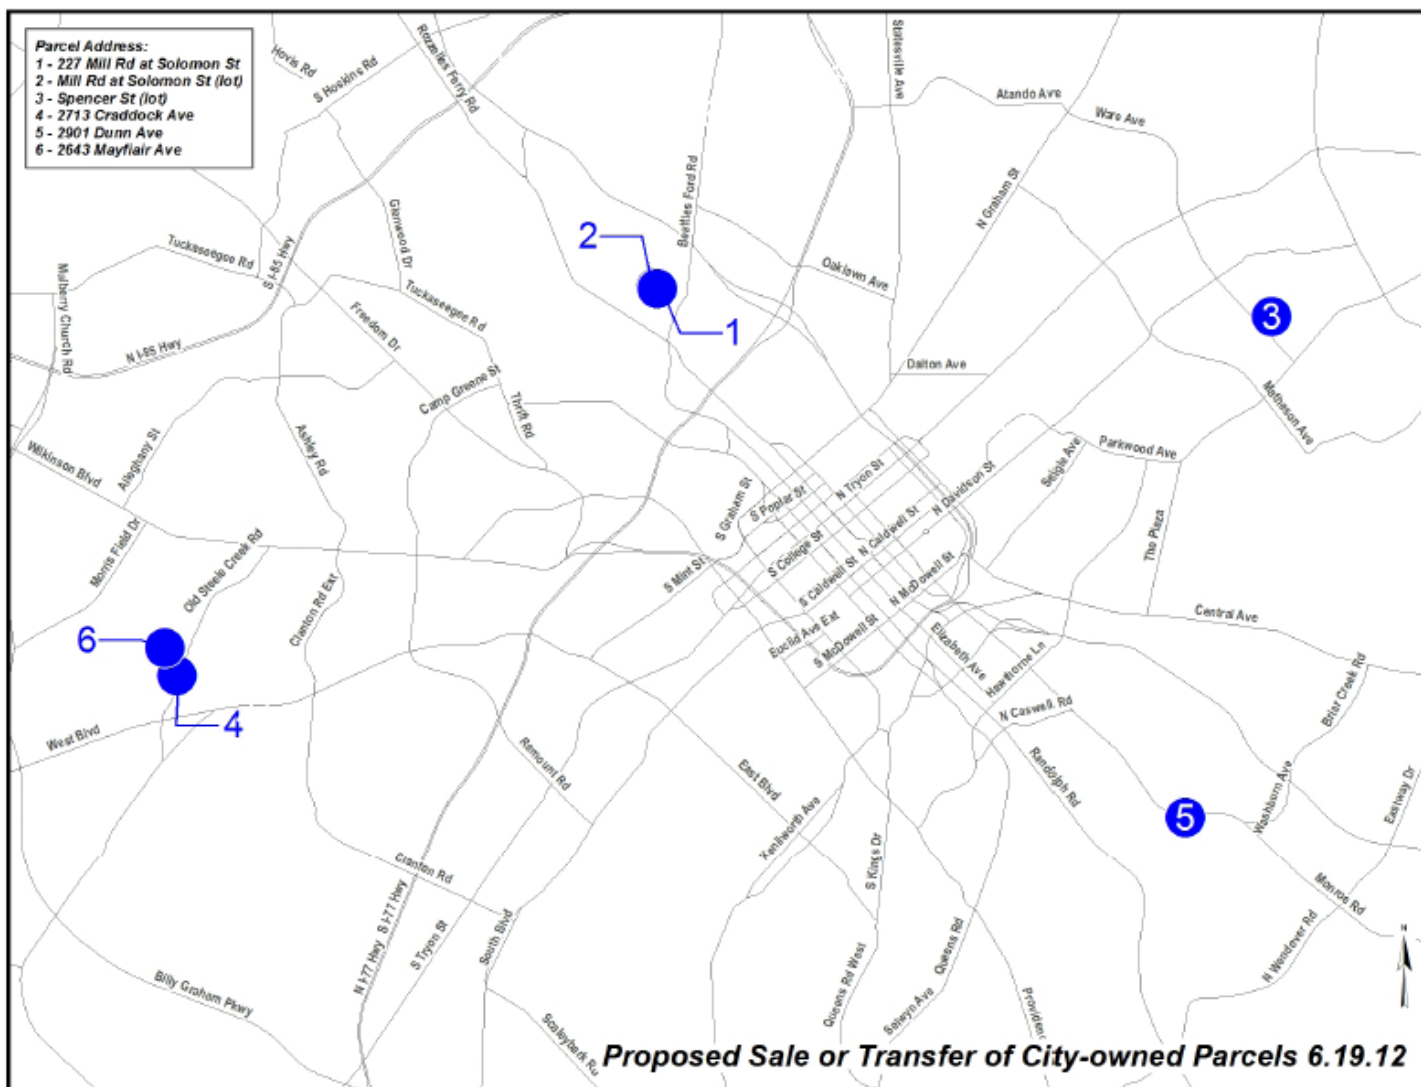 Parcel Address:
1 - 227 Mill Rd at Solomon St
2 - Mill Rd at Solomon St (lot)
3 - Spencer St (lot)
4 - 2713 Craddock Ave
5 - 2901 Dunn Ave
6 - 2643 Mayfiair Ave
Hovis Rd
S Hoskins Rd
Rozzelles Ferry Rd
Statesville Ave
Atando Ave
Ware Ave
N Graham St
Beatties Ford Rd
Glenwood Dr
Tuckaseegee Rd
S I-85 Hwy
Mulberry Church Rd
N I-85 Hwy
Freedom Dr
Tuckaseegee Rd
Oaklawn Ave
2
1
3
Dalton Ave
Camp Greene St
Thrift Rd
Matheson Ave
Parkwood Ave
Seigle Ave
Wilkinson Blvd
Alleghany St
Ashley Rd
S Graham St
S Poplar St
N Tryon St
N Davidson St
S College St
N Caldwell St
The Plaza
Morris Field Dr
Old Steele Creek Rd
Clanton Rd Ext
S Mint St
S Caldwell St
N McDowell St
Euclid Ave Ext
S McDowell St
Elizabeth Ave
Hawthorne Ln
Central Ave
Briar Creek Rd
6
4
West Blvd
N Caswell Rd
Remount Rd
East Blvd
Randolph Rd
Kenilworth Ave
S Kings Dr
5
Washburn Ave
Eastway Dr
Clanton Rd
Monroe Rd
N I-77 Hwy
S I-77 Hwy
S Tryon St
South Blvd
Queens Rd West
Queens Rd
Selwyn Ave
N Wendover Rd
N
Billy Graham Pkwy
Scaleybark Rd
Providenc
Proposed Sale or Transfer of City-owned Parcels 6.19.12